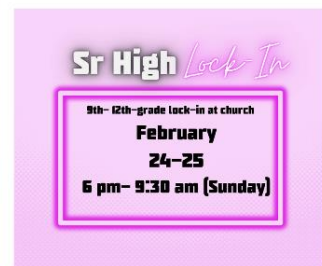 Sr High Lock-In
9th- 12th-grade lock-in at church
February
24-25
6 pm- 9:30 am (Sunday)